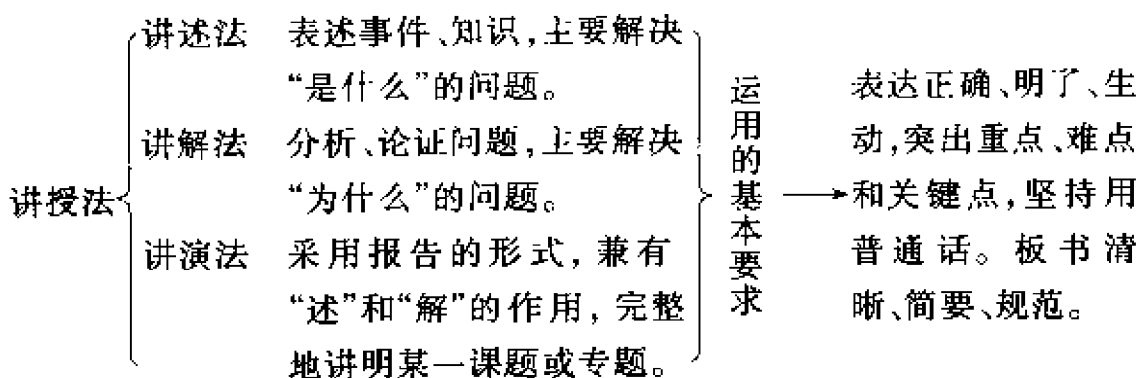 讲授法
讲述法 表述事件、知识,主要解决
“是什么”的问题。
讲解法 分析、论证问题,主要解决
“为什么”的问题。
讲演法 采用报告的形式,兼有
“述”和“解”的作用,完整
地讲明某一课题或专题。
运用的基本要求
表达正确、明了、生
动,突出重点、难点
和关键点,坚持用
普通话。板书清
晰、简要、规范。